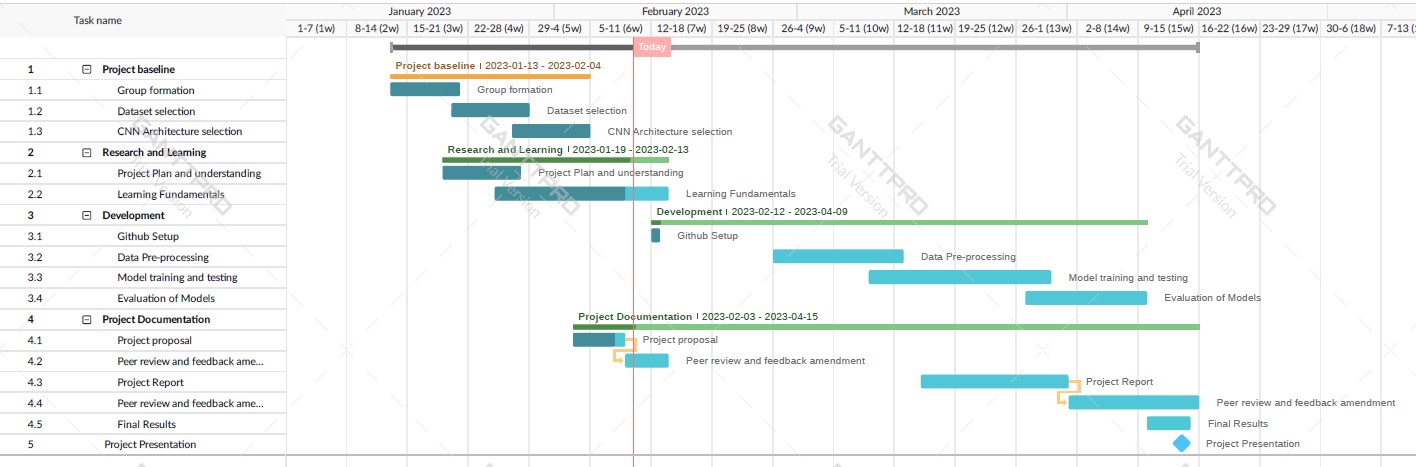 Task name
January 2023 February 2023 March 2023 April 2023
1-7 (1w) 8-14 (2w) 15-21 (3w) 22-28 (4w) 29-4 (5w) 5-11 (6w) 12-18 (7w) 19-25 (8w) 26-4 (9w) 5-11 (10w) 12-18 (11w) 19-25 (12w) 26-1 (13w) 2-8 (14w) 9-15 (15w) 16-22 (16w) 23-29 (17w) 30-6 (18w) 7-13 (1
Today
1 Project baseline Project baseline | 2023-01-13 - 2023-02-04
1.1 Group formation Group formation
1.2 Dataset selection Dataset selection
1.3 CNN Architecture selection CNN Architecture selection
2 Research and Learning Research and Learning | 2023-01-19 - 2023-02-13
2.1 Project Plan and understanding Project Plan and understanding
2.2 Learning Fundamentals Learning Fundamentals
3 Development Development | 2023-02-12 - 2023-04-09
3.1 Github Setup Github Setup
3.2 Data Pre-processing Data Pre-processing
3.3 Model training and testing Model training and testing
3.4 Evaluation of Models Evaluation of Models
4 Project Documentation Project Documentation | 2023-02-03 - 2023-04-15
4.1 Project proposal Project proposal
4.2 Peer review and feedback ame... Peer review and feedback amendment
4.3 Project Report Project Report
4.4 Peer review and feedback ame... Peer review and feedback amendment
4.5 Final Results Final Results
5 Project Presentation Project Presentation
GANTTPRO
Trial Version
GANTTPRO
Trial Version
GANTTPRO
Trial Version
GANTTPRO
Trial Version